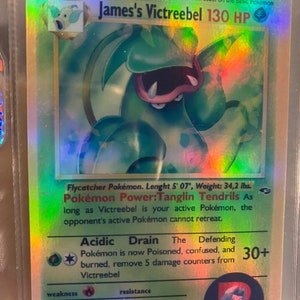 James's Victreebel 130 HP
Flycatcher Pokémon. Lenght 5' 07", Weight: 34,2 lbs.
Pokémon Power:Tanglin Tendrils As
long as Victreebel is your active Pokémon, the
opponent's active Pokémon cannot retreat.
Acidic Drain The Defending
Pokémon is now Poisoned, confused, and
burned, remove 5 damage counters from
Victreebel
30+
weakness
resistance